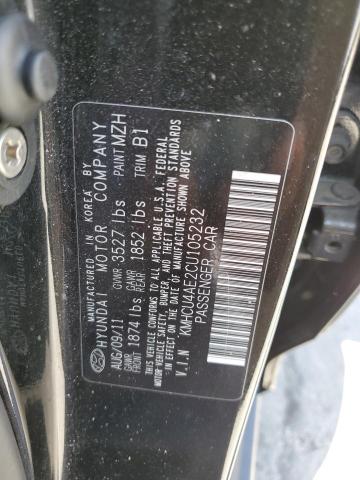 MANUFACTURED IN KOREA BY
HYUNDAI MOTOR COMPANY
AUG/09/11 GVWR 3527 lbs PAINT MZH
GAWR FRONT 1874 lbs GAWR REAR 1852 lbs TRIM B1
THIS VEHICLE CONFORMS TO ALL APPLICABLE U.S.A. FEDERAL
MOTOR-VEHICLE SAFETY, BUMPER, AND THEFT PREVENTION STANDARDS
IN EFFECT ON THE DATE OF MANUFACTURE SHOWN ABOVE
V.I.N KMHCU4AE2CU105232
PASSENGER CAR